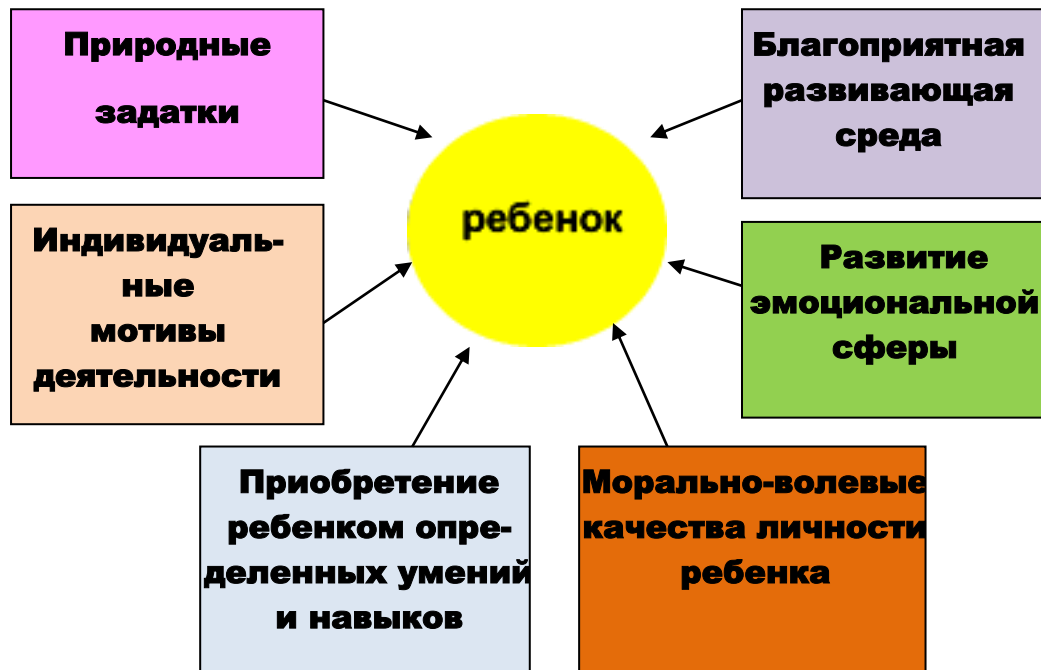 Природные
задатки
Благоприятная
развивающая
среда
ребенок
Индивидуаль-
ные
мотивы
деятельности
Развитие
эмоциональной
сферы
Приобретение
ребенком опре-
деленных умений
и навыков
Морально-волевые
качества личности
ребенка